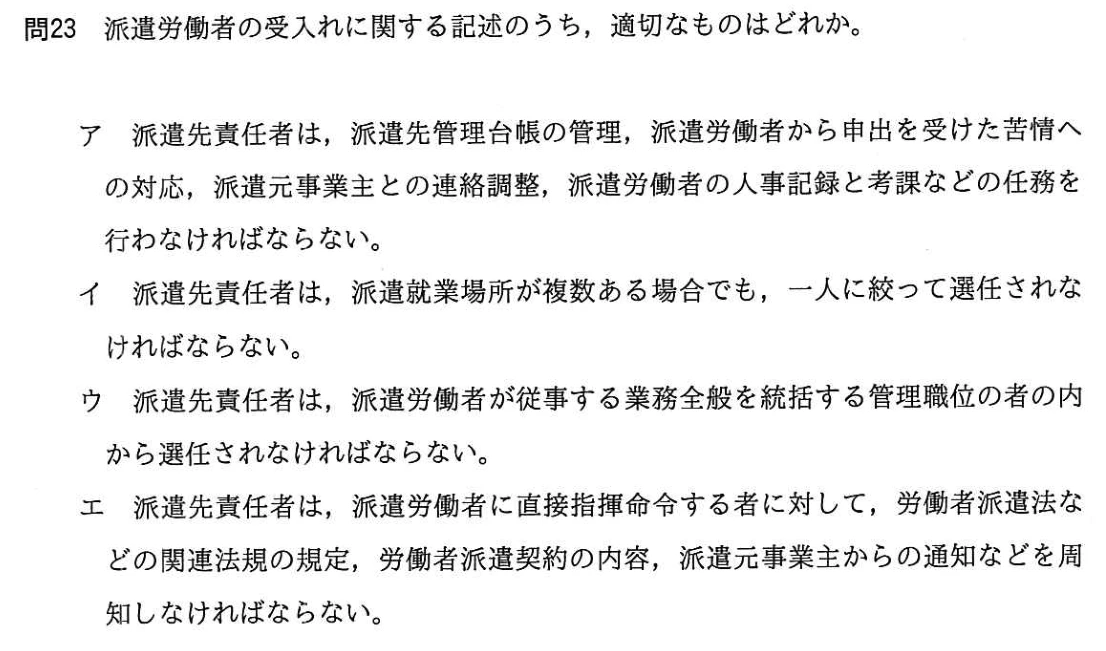 問23 派遣労働者の受入れに関する記述のうち，適切なものはどれか。
ア 派遣先責任者は，派遣先管理台帳の管理，派遣労働者から申出を受けた苦情へ
の対応，派遣元事業主との連絡調整，派遣労働者の人事記録と考課などの任務を
行わなければならない。
イ 派遣先責任者は，派遣就業場所が複数ある場合でも，一人に絞って選任されな
ければならない。
ウ 派遣先責任者は，派遣労働者が従事する業務全般を統括する管理職位の者の内
から選任されなければならない。
エ 派遣先責任者は，派遣労働者に直接指揮命令する者に対して，労働者派遣法な
どの関連法規の規定，労働者派遣契約の内容，派遣元事業主からの通知などを周
知しなければならない。